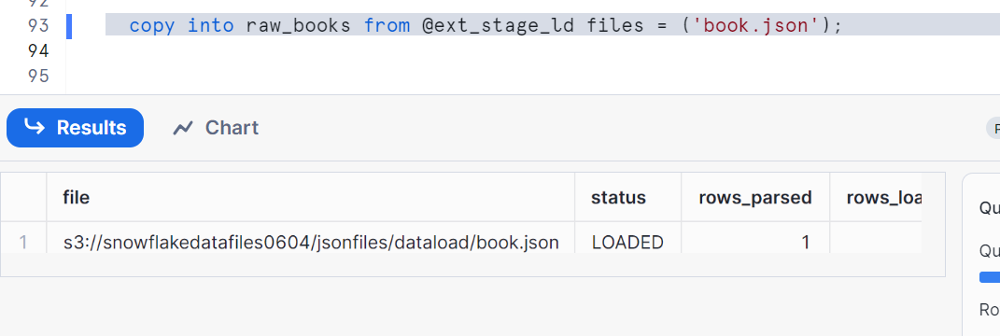 92
93 copy into raw_books from @ext_stage_ld files = ('book.json');
94
95
Results Chart
file status rows_parsed rows_loa
1 s3://snowflakedatafiles0604/jsonfiles/dataload/book.json LOADED 1
Qu
Qu
Ro